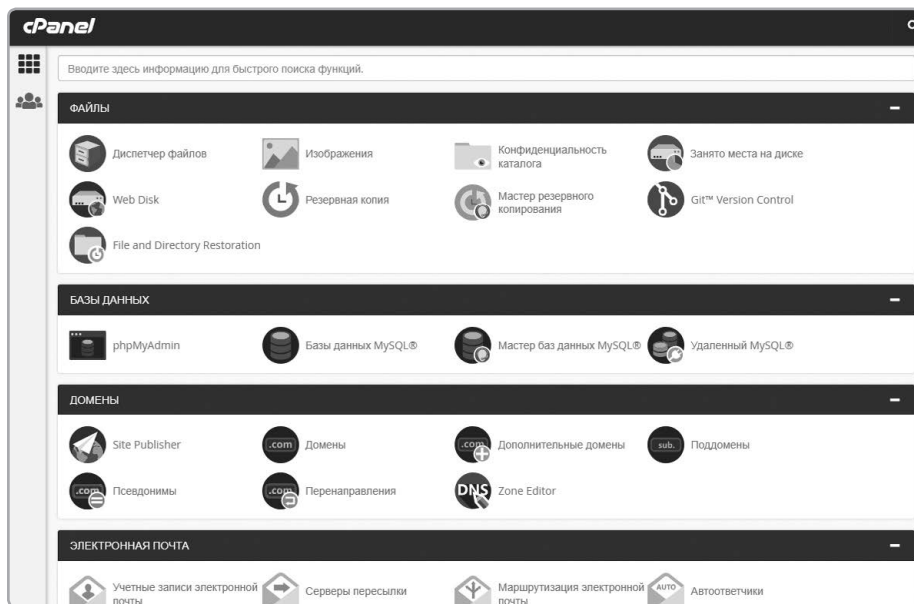 cPanel
Вводите здесь информацию для быстрого поиска функций.
ФАЙЛЫ
Диспетчер файлов
Изображения
Конфиденциальность
каталога
Занято места на диске
Web Disk
Резервная копия
Мастер резервного
копирования
Git™ Version Control
File and Directory Restoration
БАЗЫ ДАННЫХ
phpMyAdmin
Базы данных MySQL®
Мастер баз данных MySQL®
Удаленный MySQL®
ДОМЕНЫ
Site Publisher
.com
Домены
.com
Дополнительные домены
sub.
Поддомены
.com
Псевдонимы
.com
Перенаправления
DNS
Zone Editor
ЭЛЕКТРОННАЯ ПОЧТА
Учетные записи электронной
почты
Серверы пересылки
Маршрутизация электронной
почты
AUTO
Автоответчики